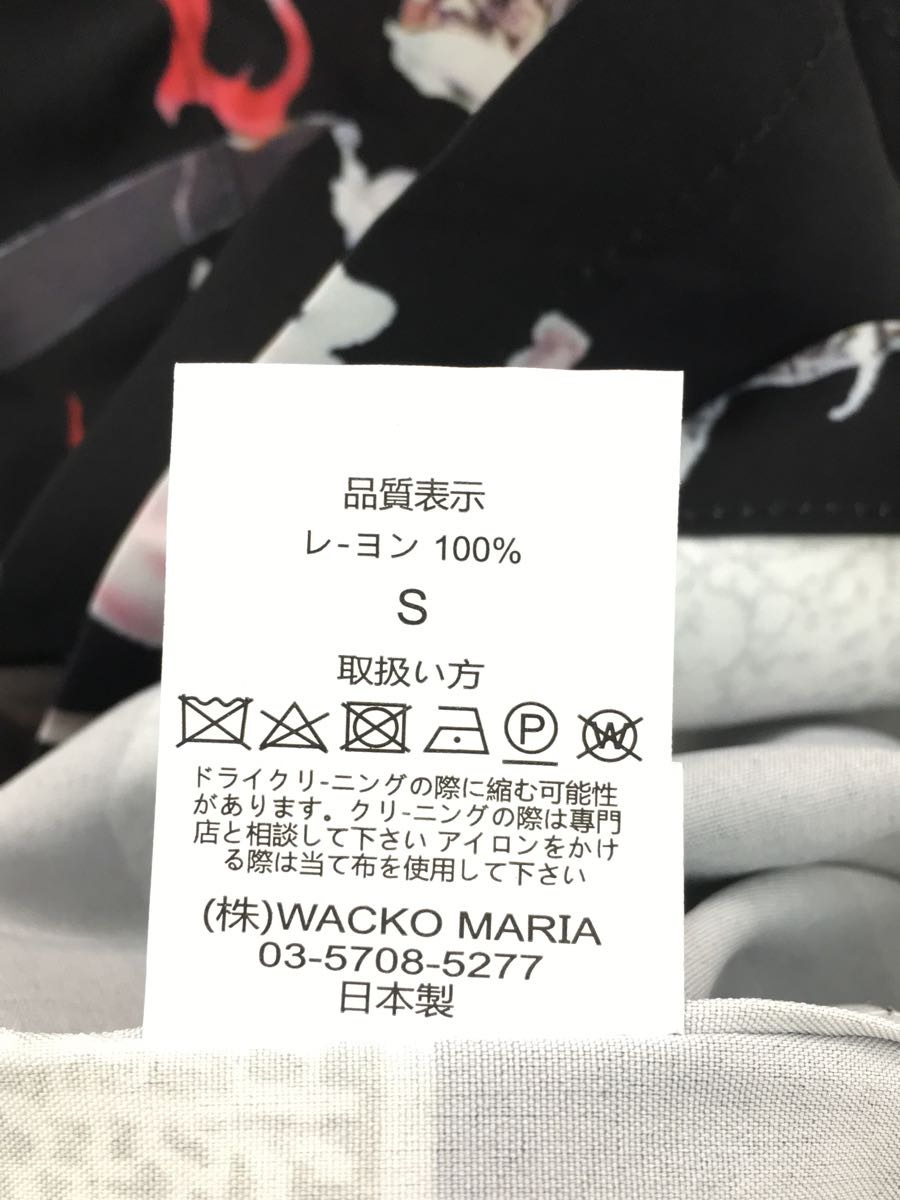 品質表示
レ-ヨン 100%
S
取扱い方
P W
ドライクリ-ニングの際に縮む可能性
があります。クリ-ニングの際は專門
店と相談して下さい アイロンをかけ
る際は当て布を使用して下さい
(株)WACKO MARIA
03-5708-5277
日本製